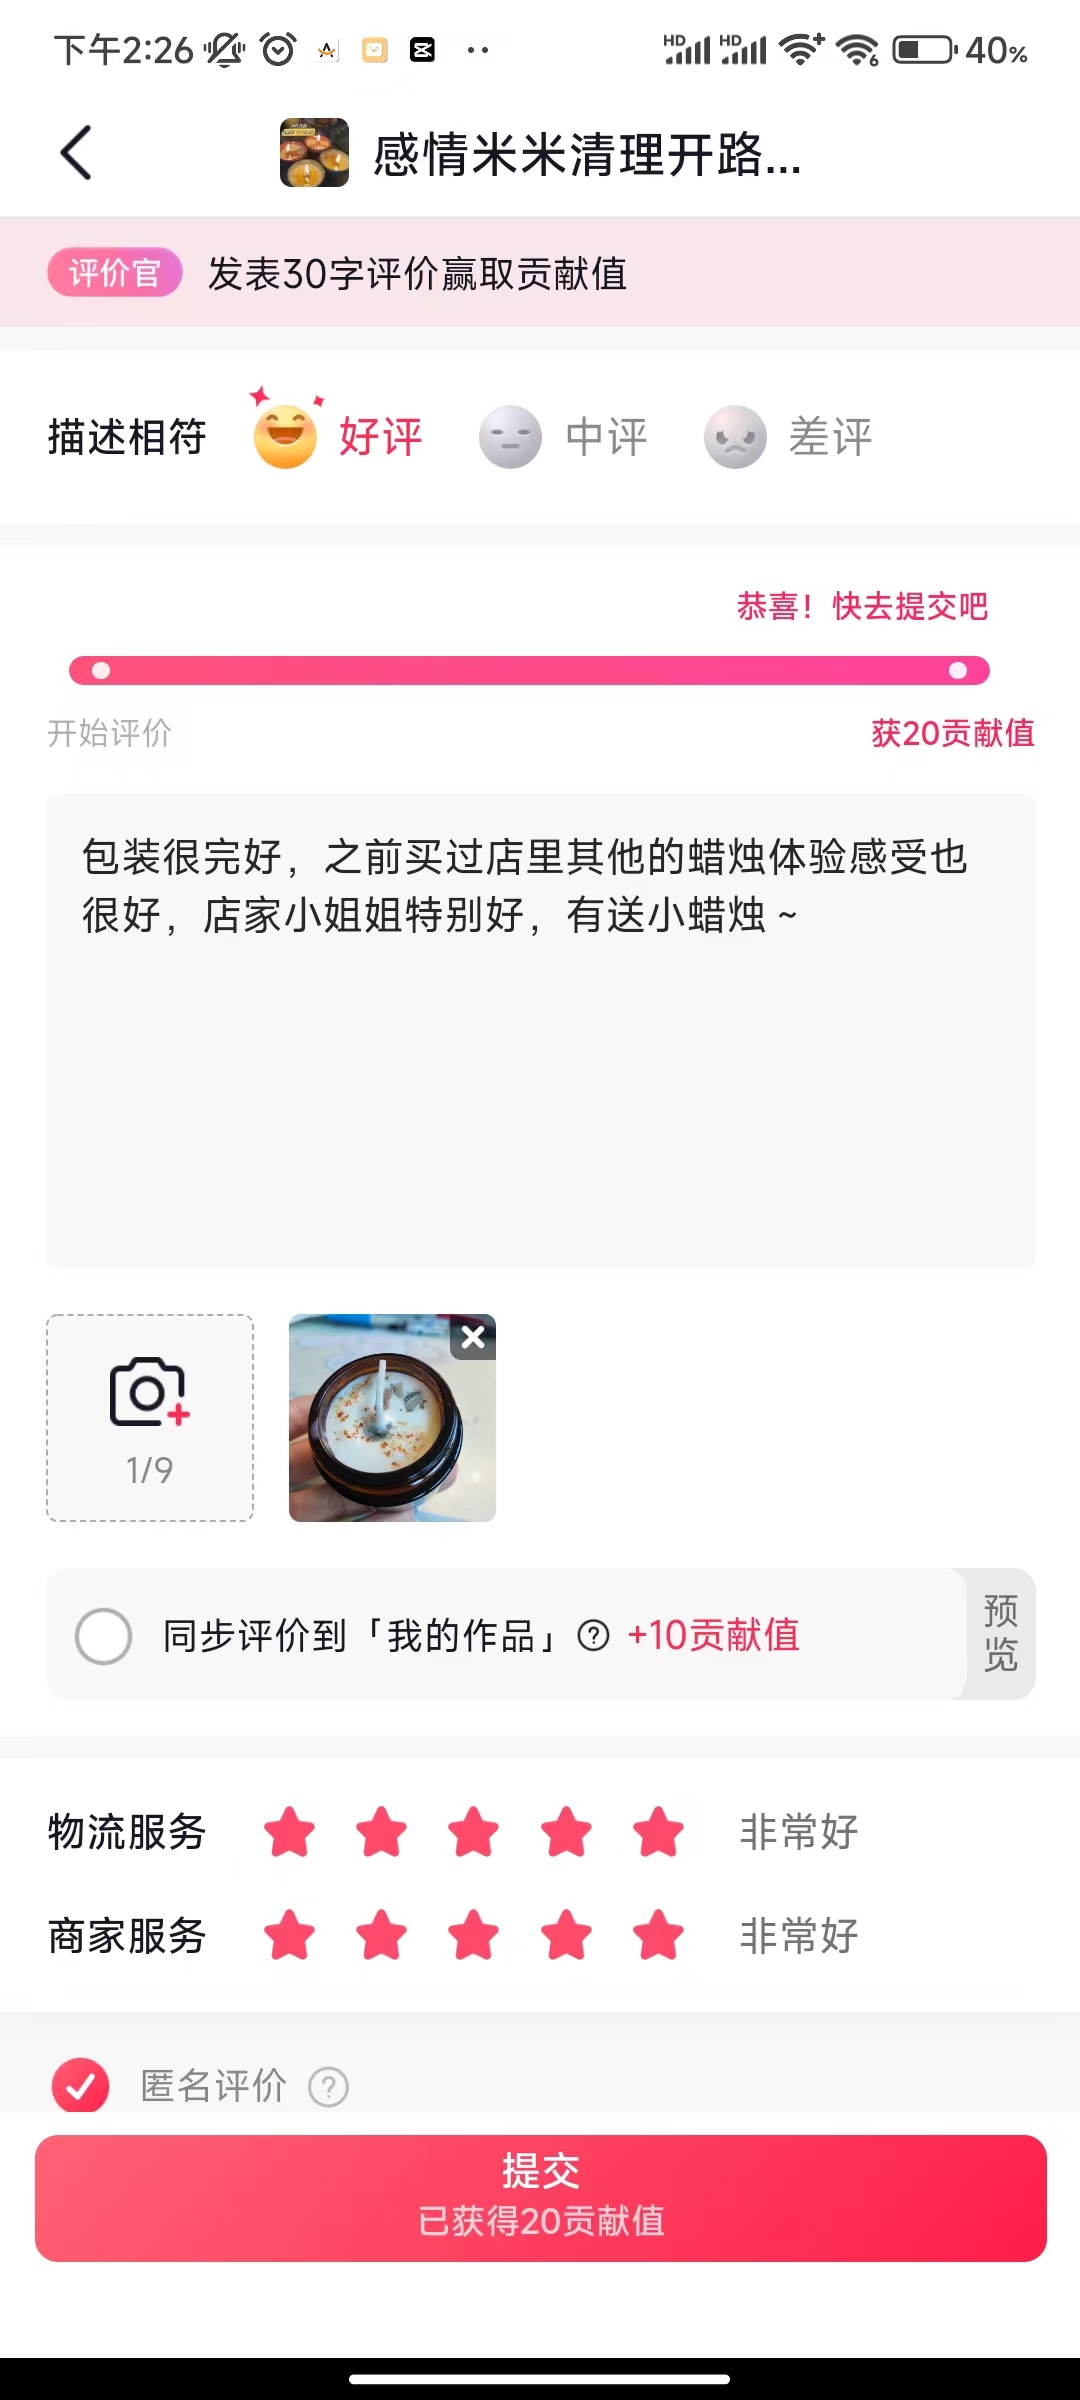 下午2:26
HD HD 6 40%
感情米米清理开路...
评价官 发表30字评价赢取贡献值
描述相符 好评 中评 差评
恭喜！快去提交吧
开始评价 获20贡献值
包装很完好，之前买过店里其他的蜡烛体验感受也
很好，店家小姐姐特别好，有送小蜡烛～
1/9
同步评价到「我的作品」? +10贡献值
预
览
物流服务 非常好
商家服务 非常好
匿名评价 ?
提交
已获得20贡献值